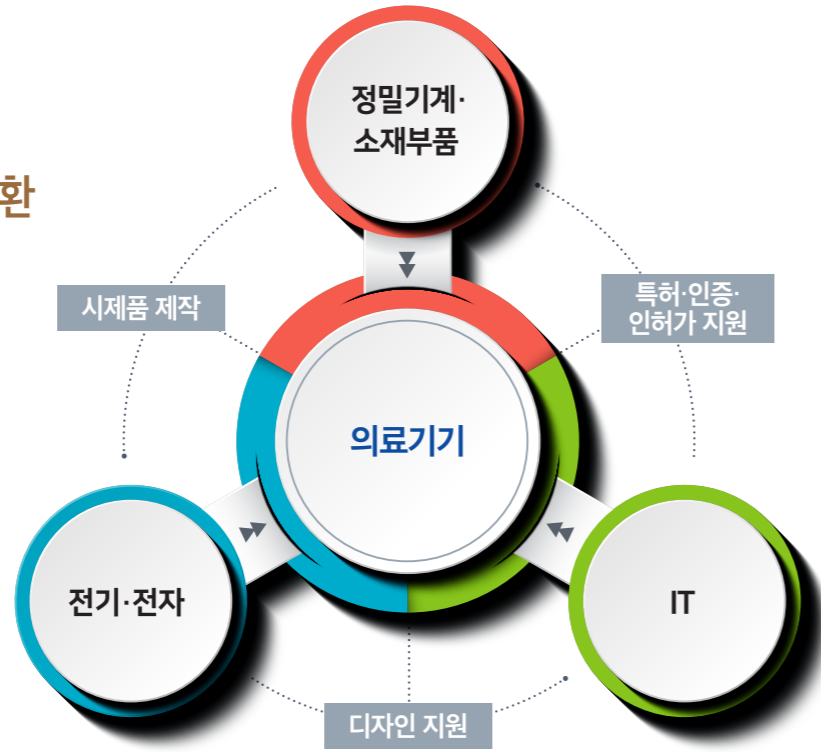 정밀기계·
소재부품
환
시제품 제작
특허·인증·
인허가 지원
의료기기
전기·전자
IT
디자인 지원